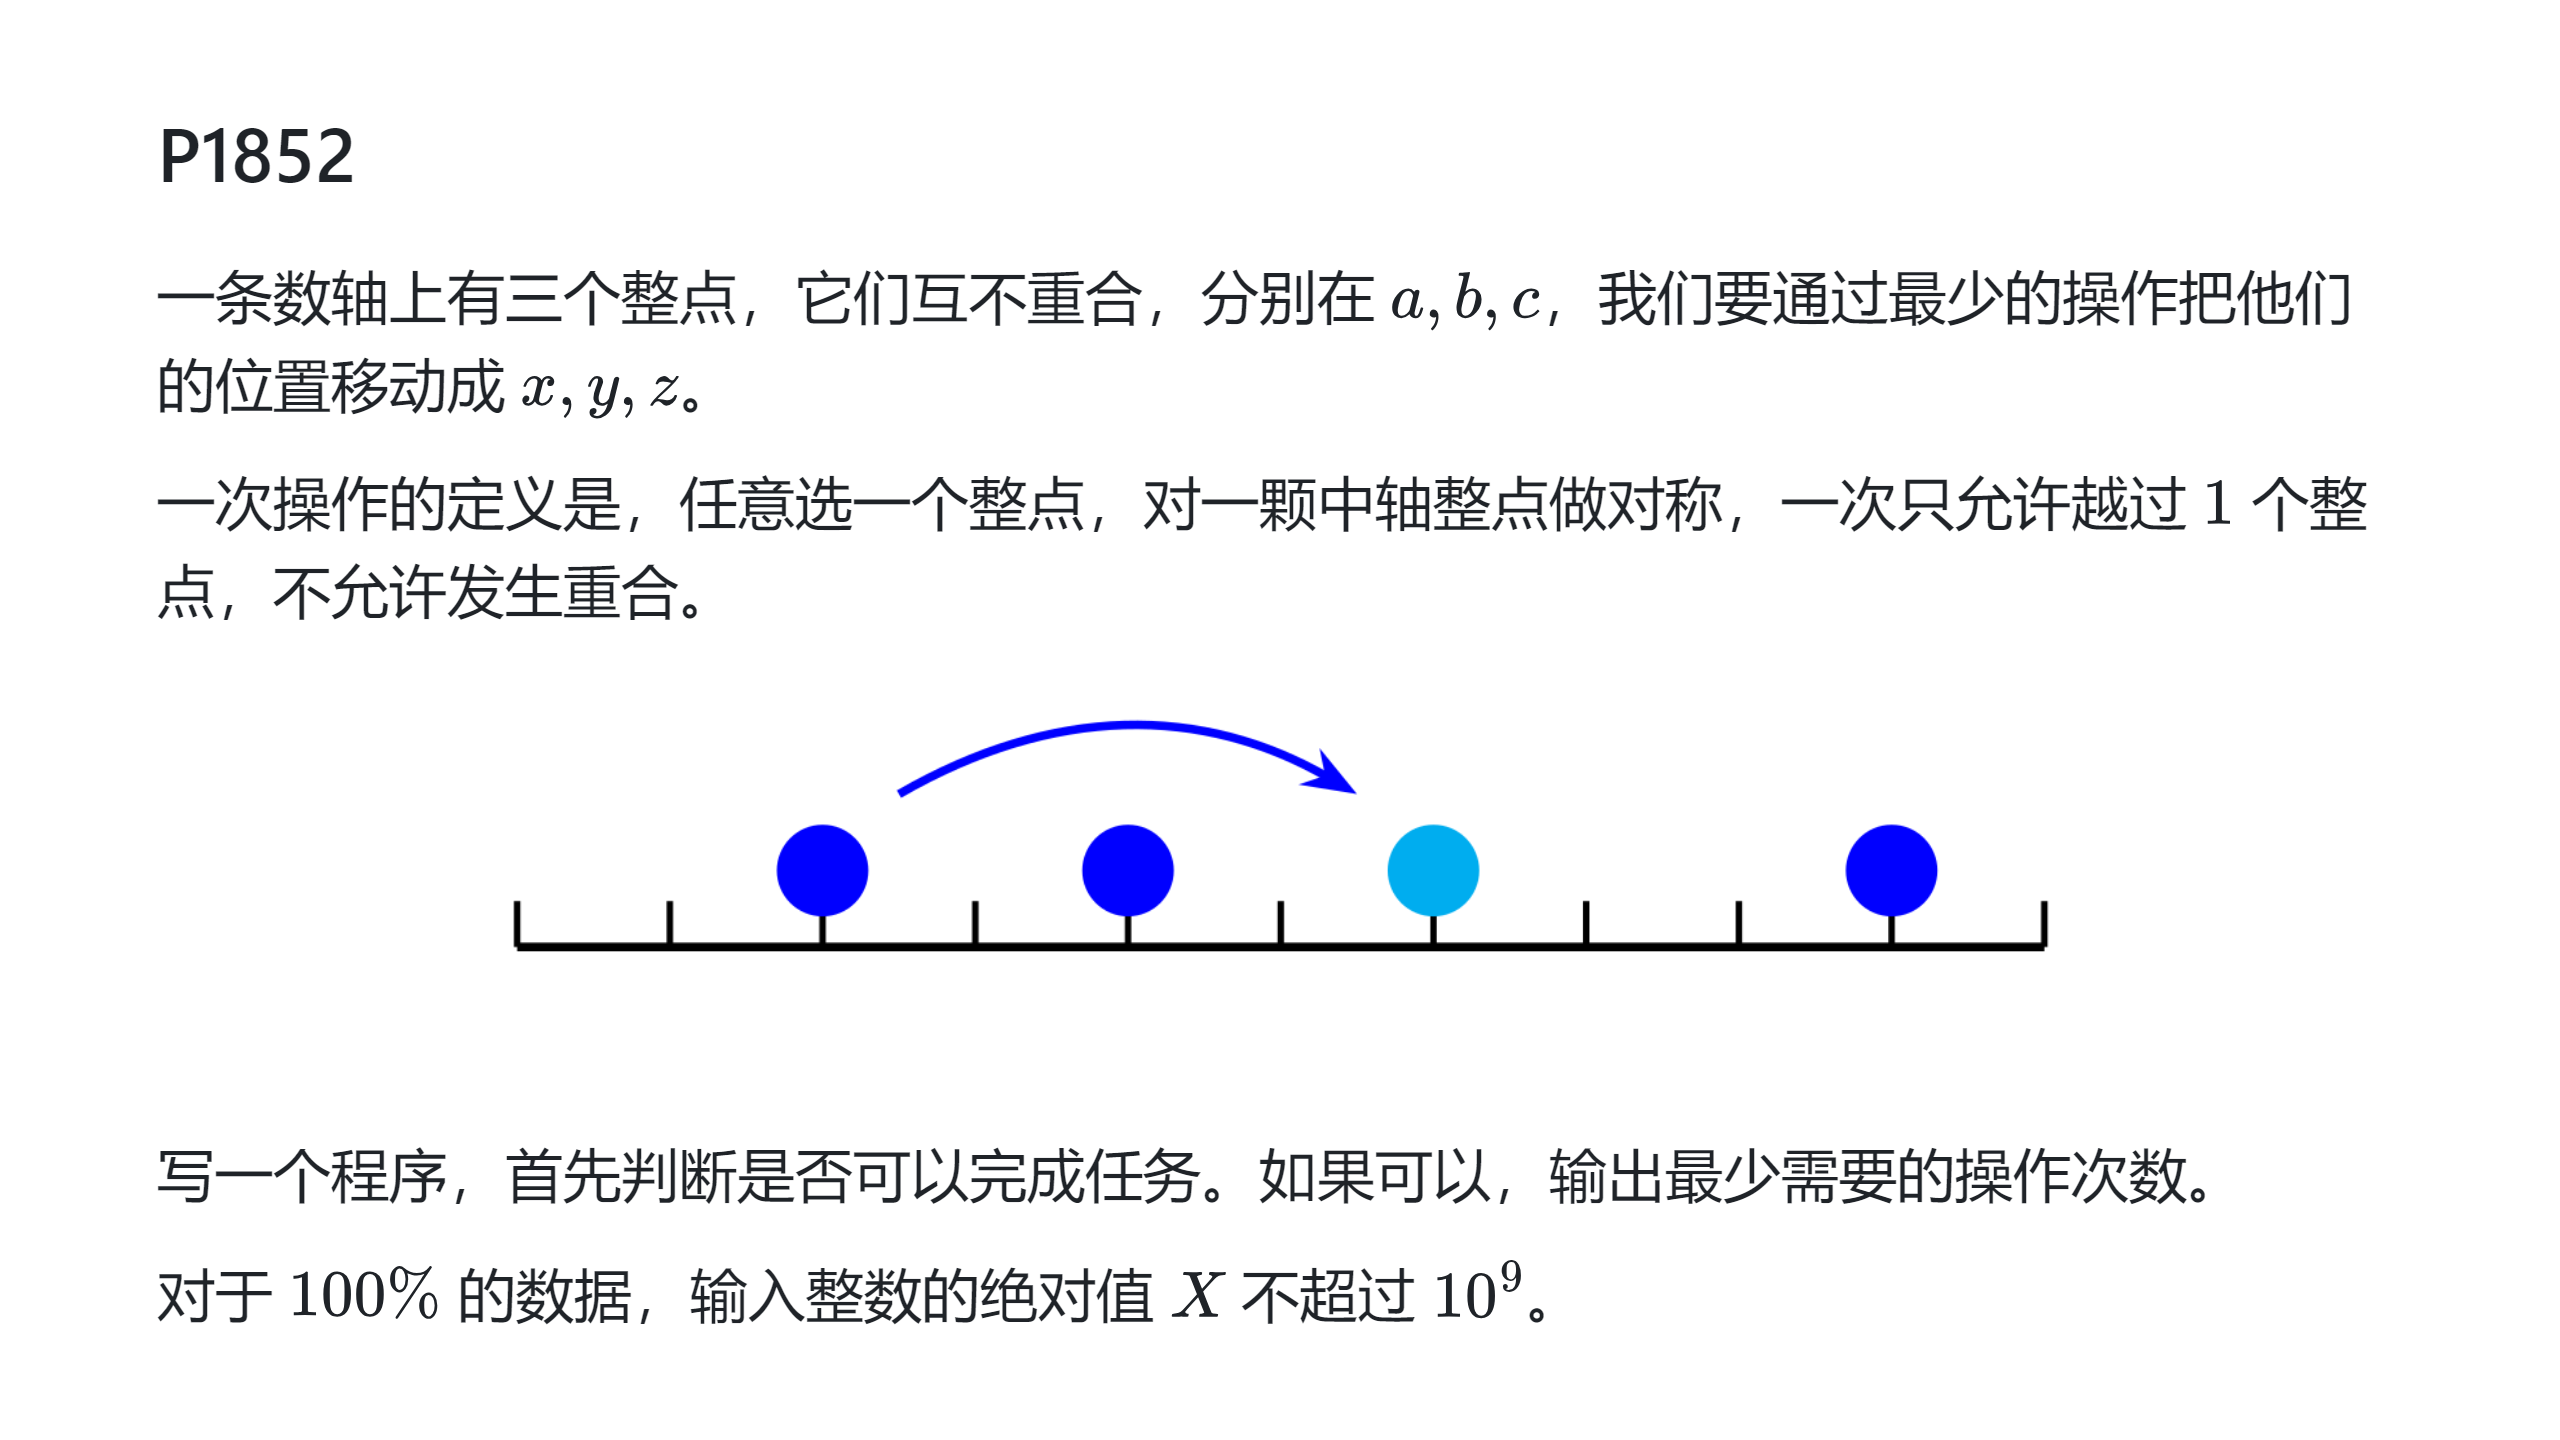 P1852
一条数轴上有三个整点，它们互不重合，分别在 a, b, c，我们要通过最少的操作把他们
的位置移动成 x, y, z。
一次操作的定义是，任意选一个整点，对一颗中轴整点做对称，一次只允许越过 1 个整
点，不允许发生重合。
写一个程序，首先判断是否可以完成任务。如果可以，输出最少需要的操作次数。
对于 100% 的数据，输入整数的绝对值 X 不超过 10⁹。